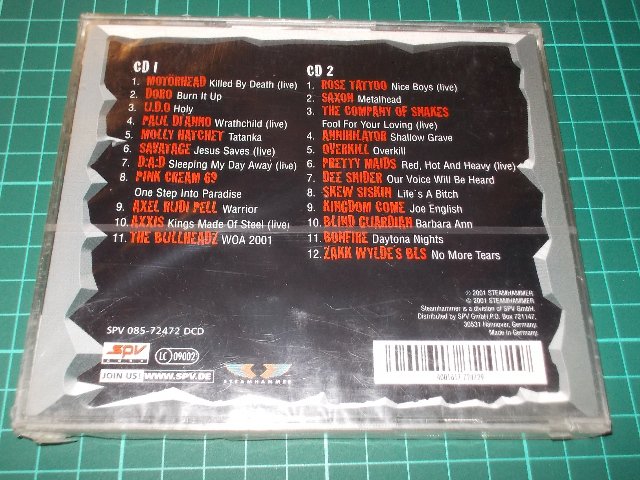 CD 1
1. MOTÖRHEAD Killed By Death (live)
2. DORO Burn It Up
3. U.D.O Holy
4. PAUL DI ANNO Wrathchild (live)
5. MOLLY HATCHET Tatanka
6. SAVATAGE Jesus Saves (live)
7. D:A:D Sleeping My Day Away (live)
8. PINK CREAM 69
One Step Into Paradise
9. AXEL RUDI PELL Warrior
10. AXXIS Kings Made Of Steel (live)
11. THE BULLHEADZ WOA 2001
CD 2
1. ROSE TATTOO Nice Boys (live)
2. SAXON Metalhead
3. THE COMPANY OF SNAKES
Fool For Your Loving (live)
4. ANNIHILATOR Shallow Grave
5. OVERKILL Overkill
6. PRETTY MAIDS Red, Hot And Heavy (live)
7. DEE SNIDER Our Voice Will Be Heard
8. SKEW SISKIN Life´s A Bitch
9. KINGDOM COME Joe English
10. BLIND GUARDIAN Barbara Ann
11. BONFIRE Daytona Nights
12. ZAKK WYLDE'S BLS No More Tears
℗ 2001 STEAMHAMMER
© 2001 STEAMHAMMER
Steamhammer is a division of SPV GmbH.
Distributed by SPV GmbH P.O. Box 721147,
30531 Hannover, Germany.
Made in Germany.
SPV 085-72472 DCD
SPV
LC 09002
JOIN US! WWW.SPV.DE
STEAMHAMMER